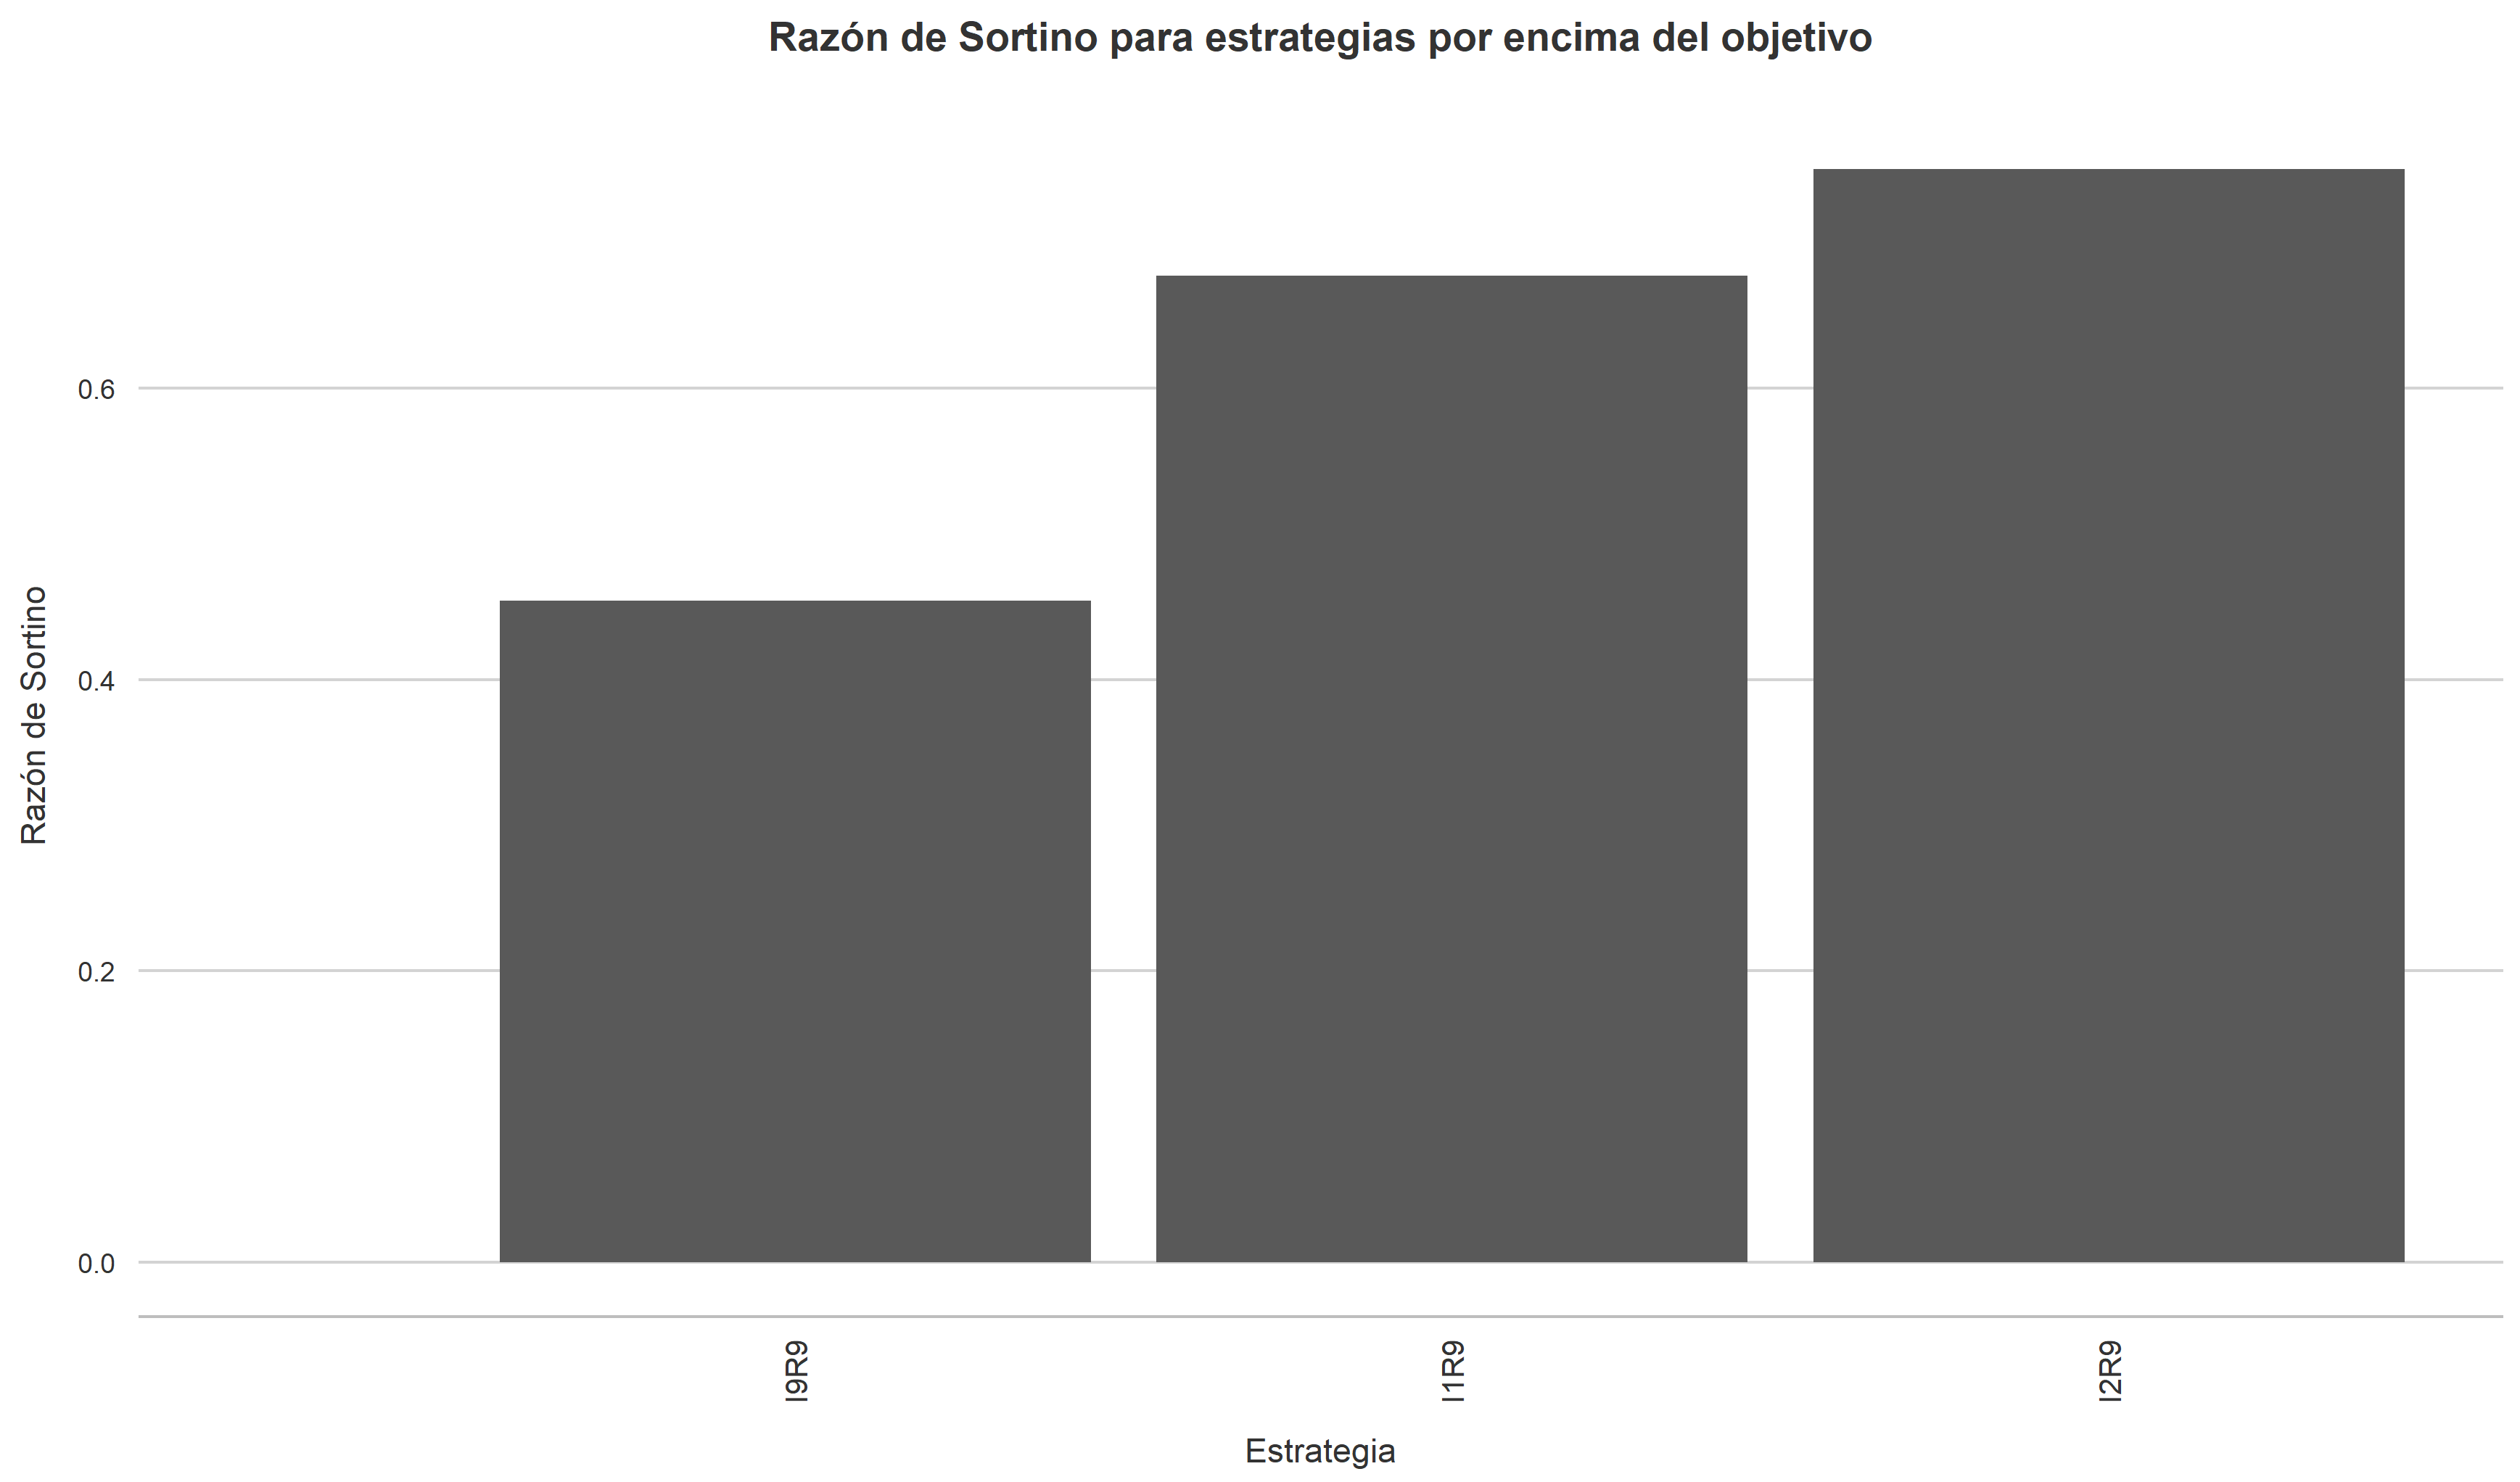 Razón de Sortino para estrategias por encima del objetivo
Razón de Sortino
0.6
0.4
0.2
0.0
I9R9
I1R9
I2R9
Estrategia